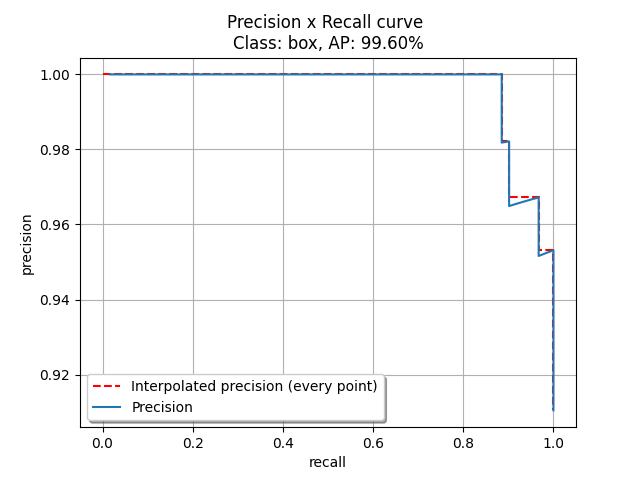 Precision x Recall curve
Class: box, AP: 99.60%
1.00
0.98
0.96
0.94
0.92
precision
Interpolated precision (every point)
Precision
0.0 0.2 0.4 0.6 0.8 1.0
recall